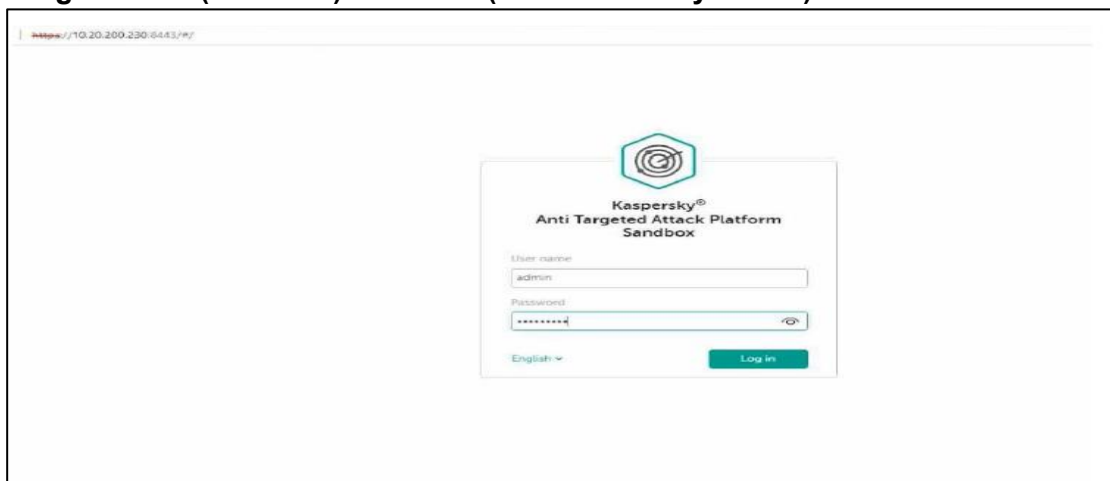 https://10.20.200.230:8443/#/
Kaspersky®
Anti Targeted Attack Platform
Sandbox
User name
admin
Password
•••••••••
English
Log in